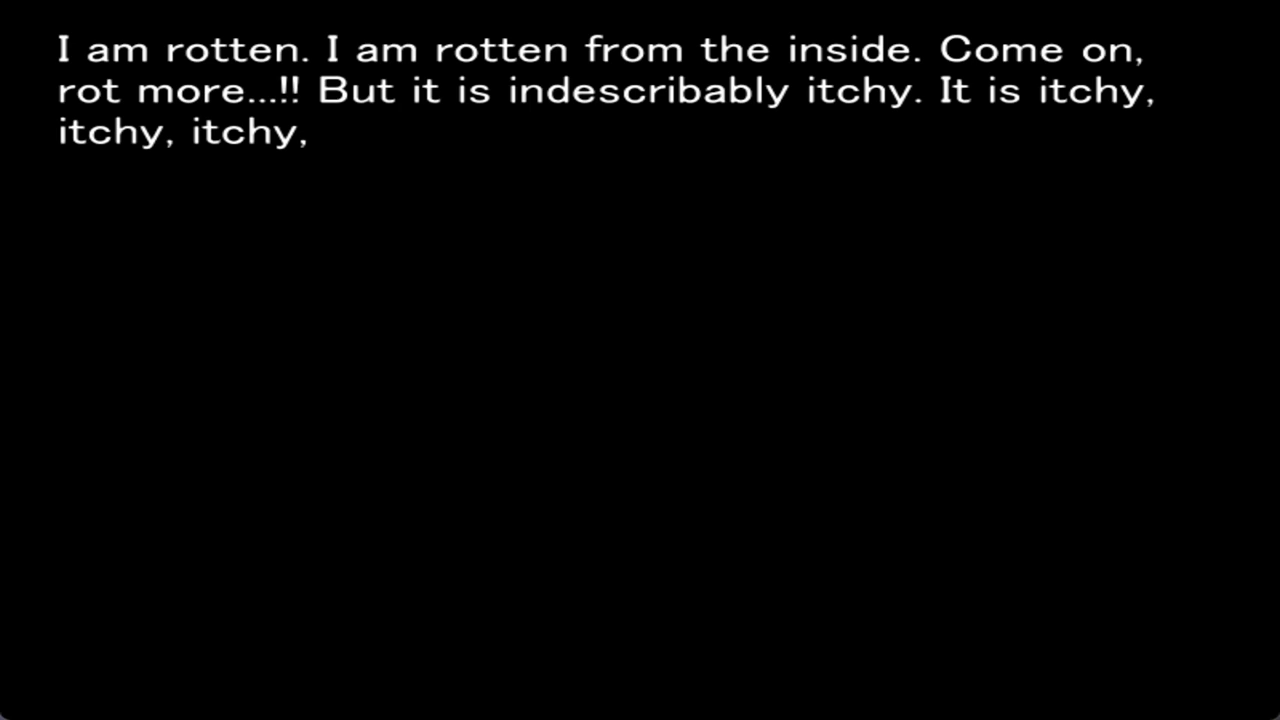 I am rotten. I am rotten from the inside. Come on,
rot more...!! But it is indescribably itchy. It is itchy,
itchy, itchy,